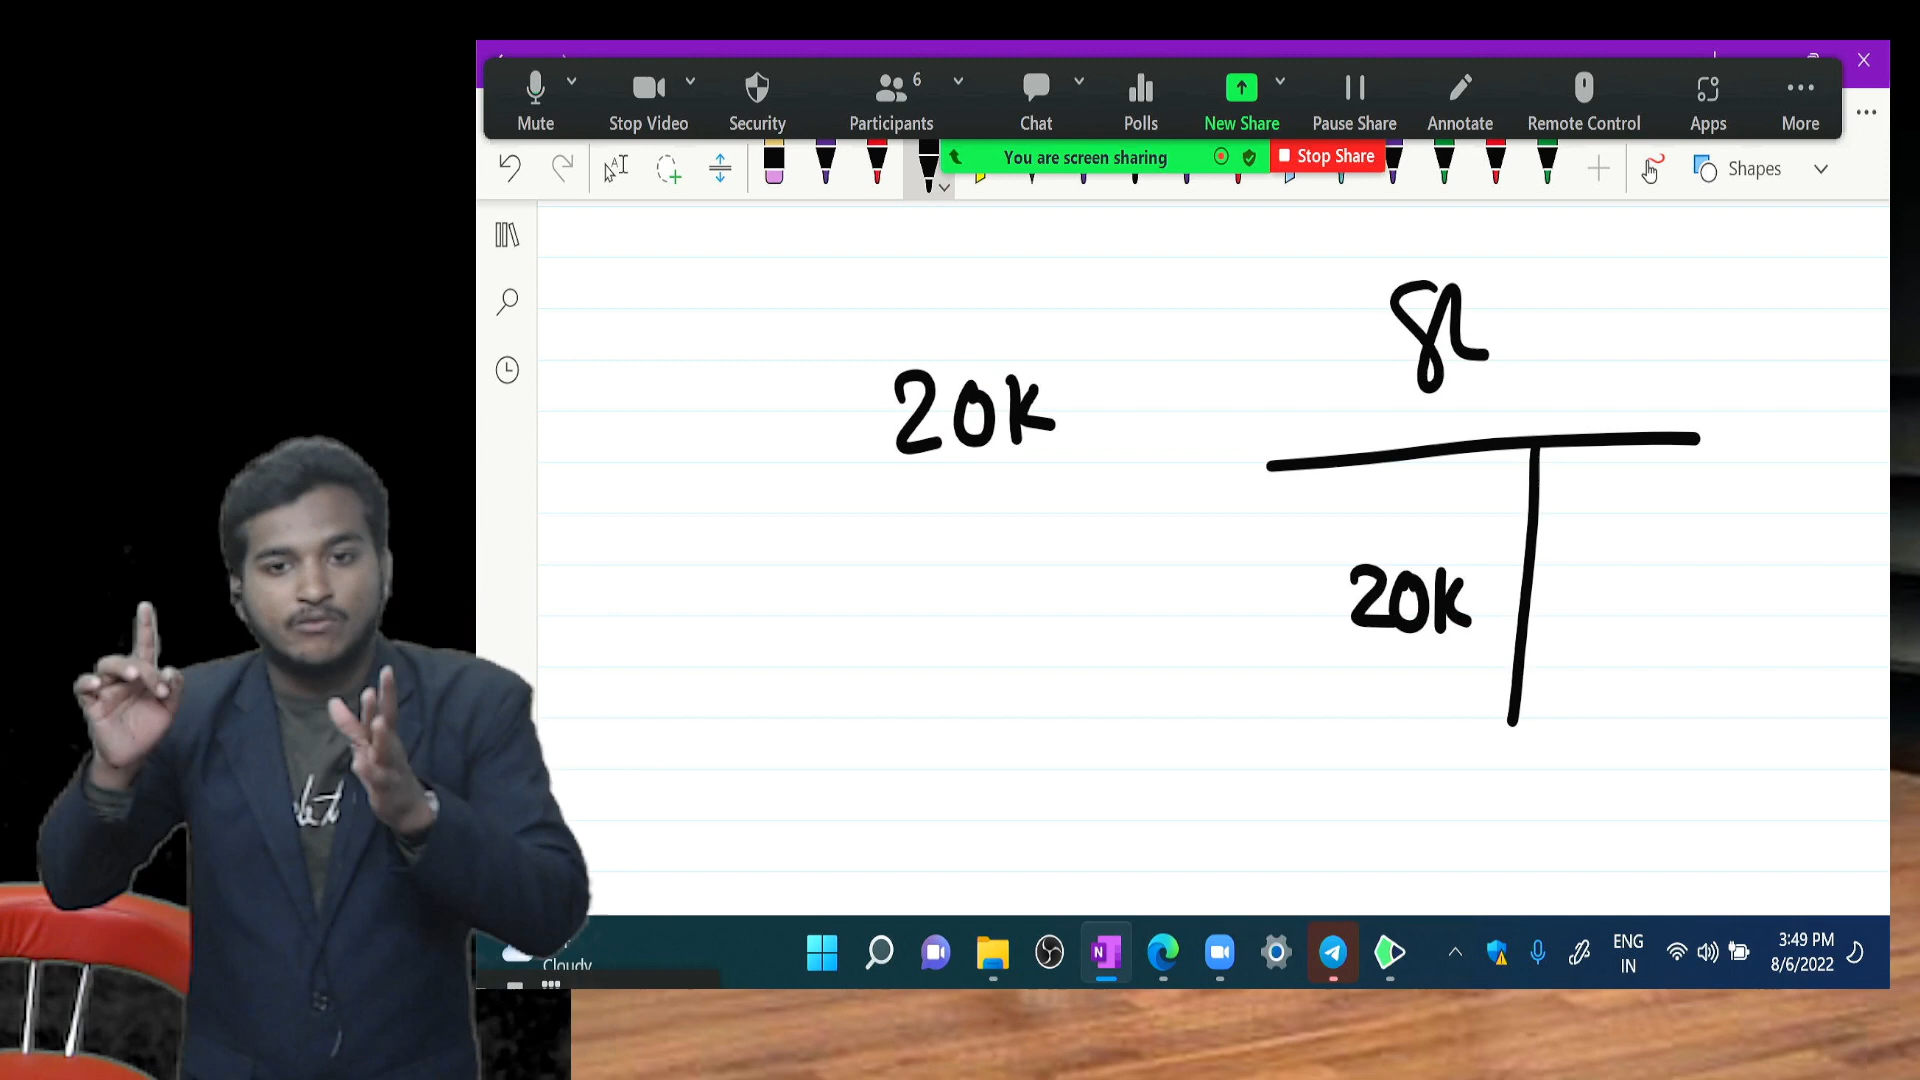 Mute
Stop Video
Security
Participants
6
Chat
Polls
New Share
Pause Share
Annotate
Remote Control
Apps
More
You are screen sharing
Stop Share
Shapes
20K
20K
Cloudy
ENG
IN
3:49 PM
8/6/2022